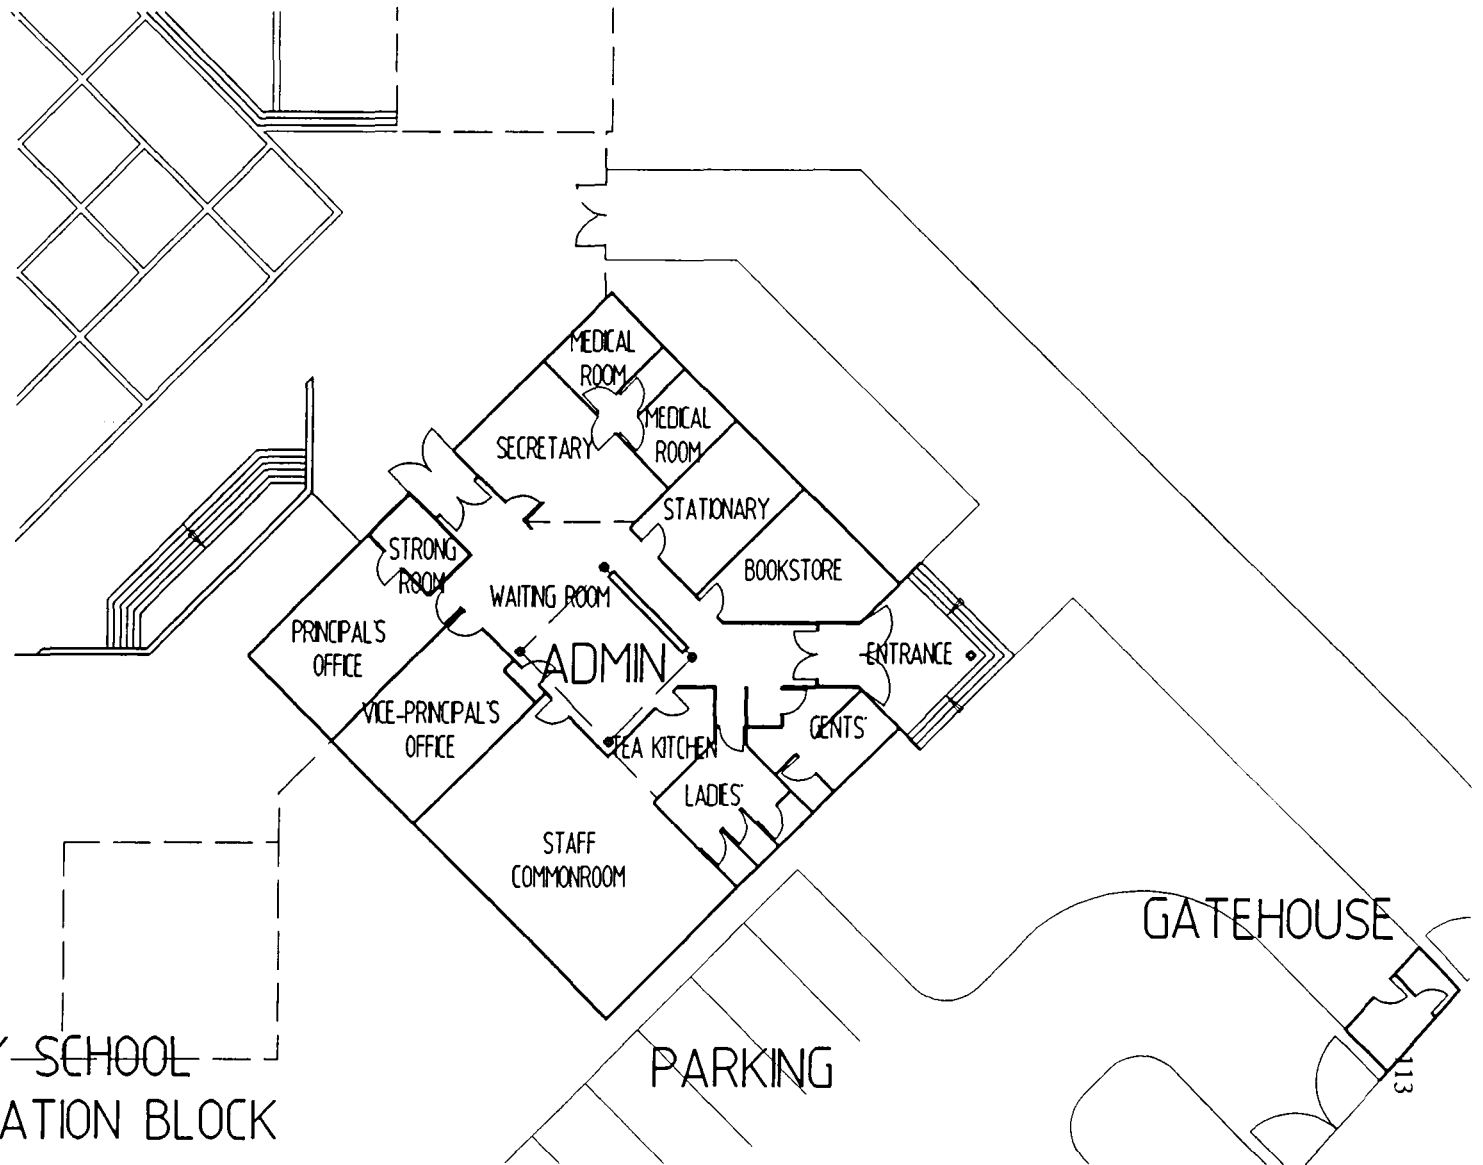 MEDICAL
ROOM
MEDICAL
ROOM
SECRETARY
STATIONARY
STRONG
ROOM
BOOKSTORE
WAITING ROOM
PRINCIPAL'S
OFFICE
ADMIN
ENTRANCE
VICE-PRINCIPAL'S
OFFICE
GENTS'
TEA KITCHEN
LADIES'
STAFF
COMMONROOM
GATEHOUSE
Y SCHOOL
PARKING
113
ATION BLOCK